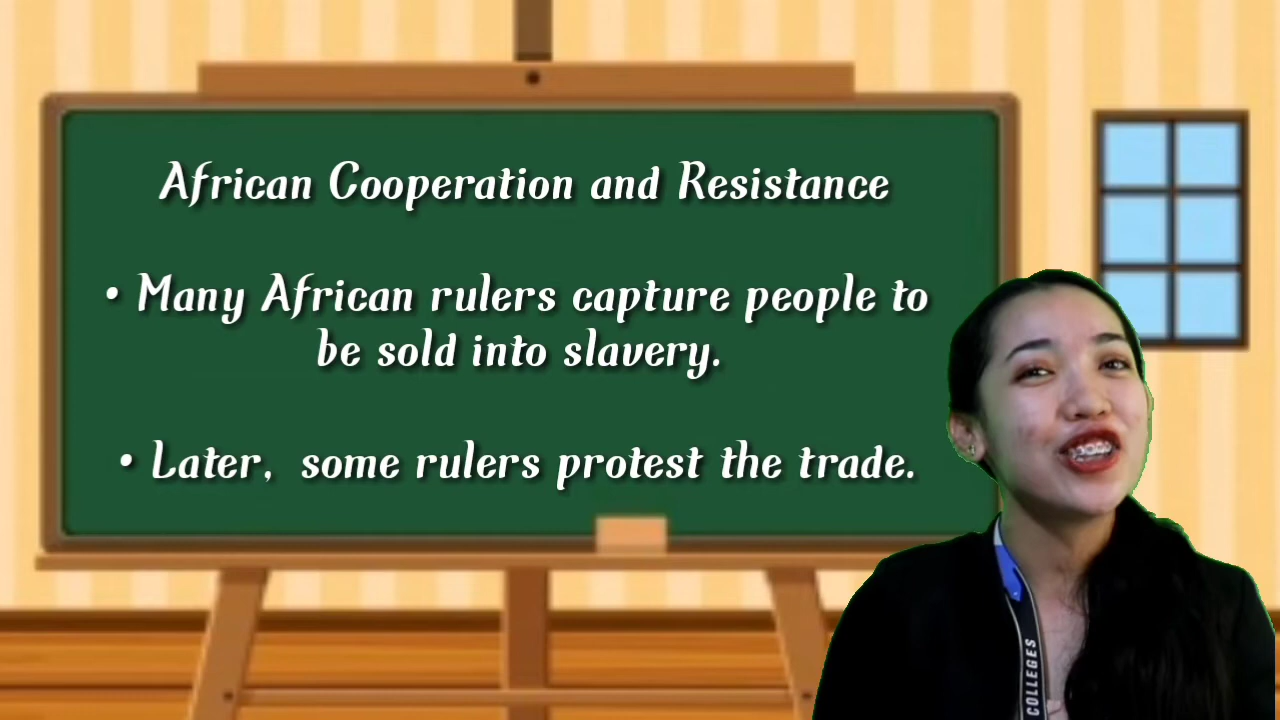 African Cooperation and Resistance
• Many African rulers capture people to
be sold into slavery.
• Later, some rulers protest the trade.
COLLEGES